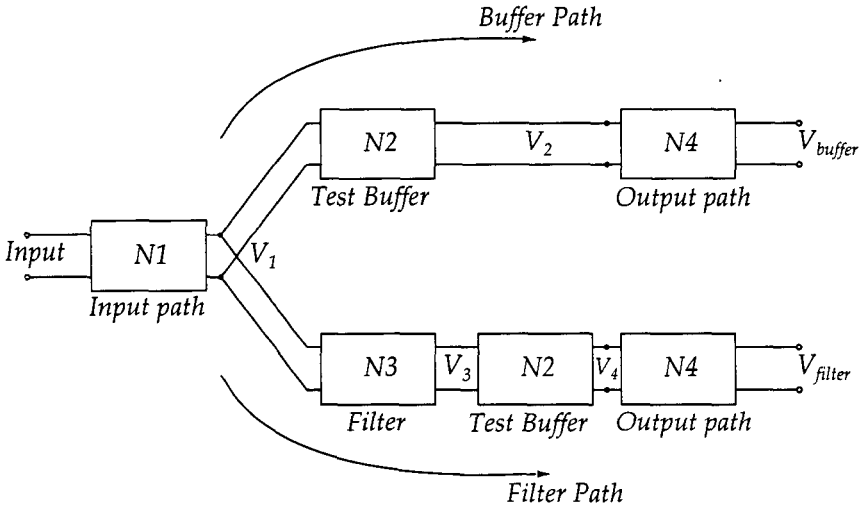 Buffer Path
N2
V2
N4
Vbuffer
Test Buffer
Output path
Input
N1
V1
Input path
N3
V3
N2
V4
N4
Vfilter
Filter
Test Buffer
Output path
Filter Path